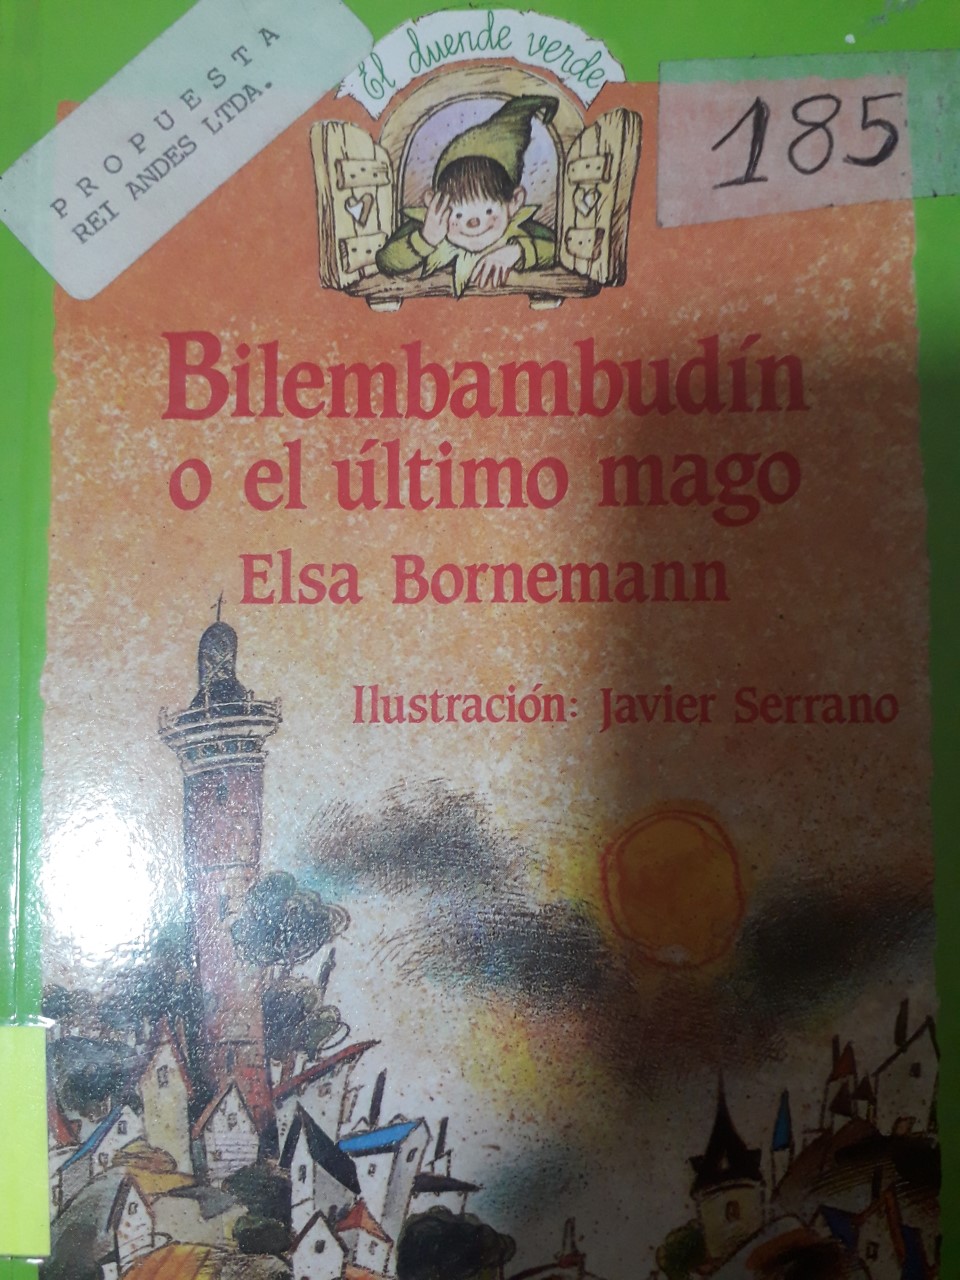 PROPUESTA
REI ANDES LTDA.
El duende verde
185
Bilembambudín
o el último mago
Elsa Bornemann
Ilustración: Javier Serrano